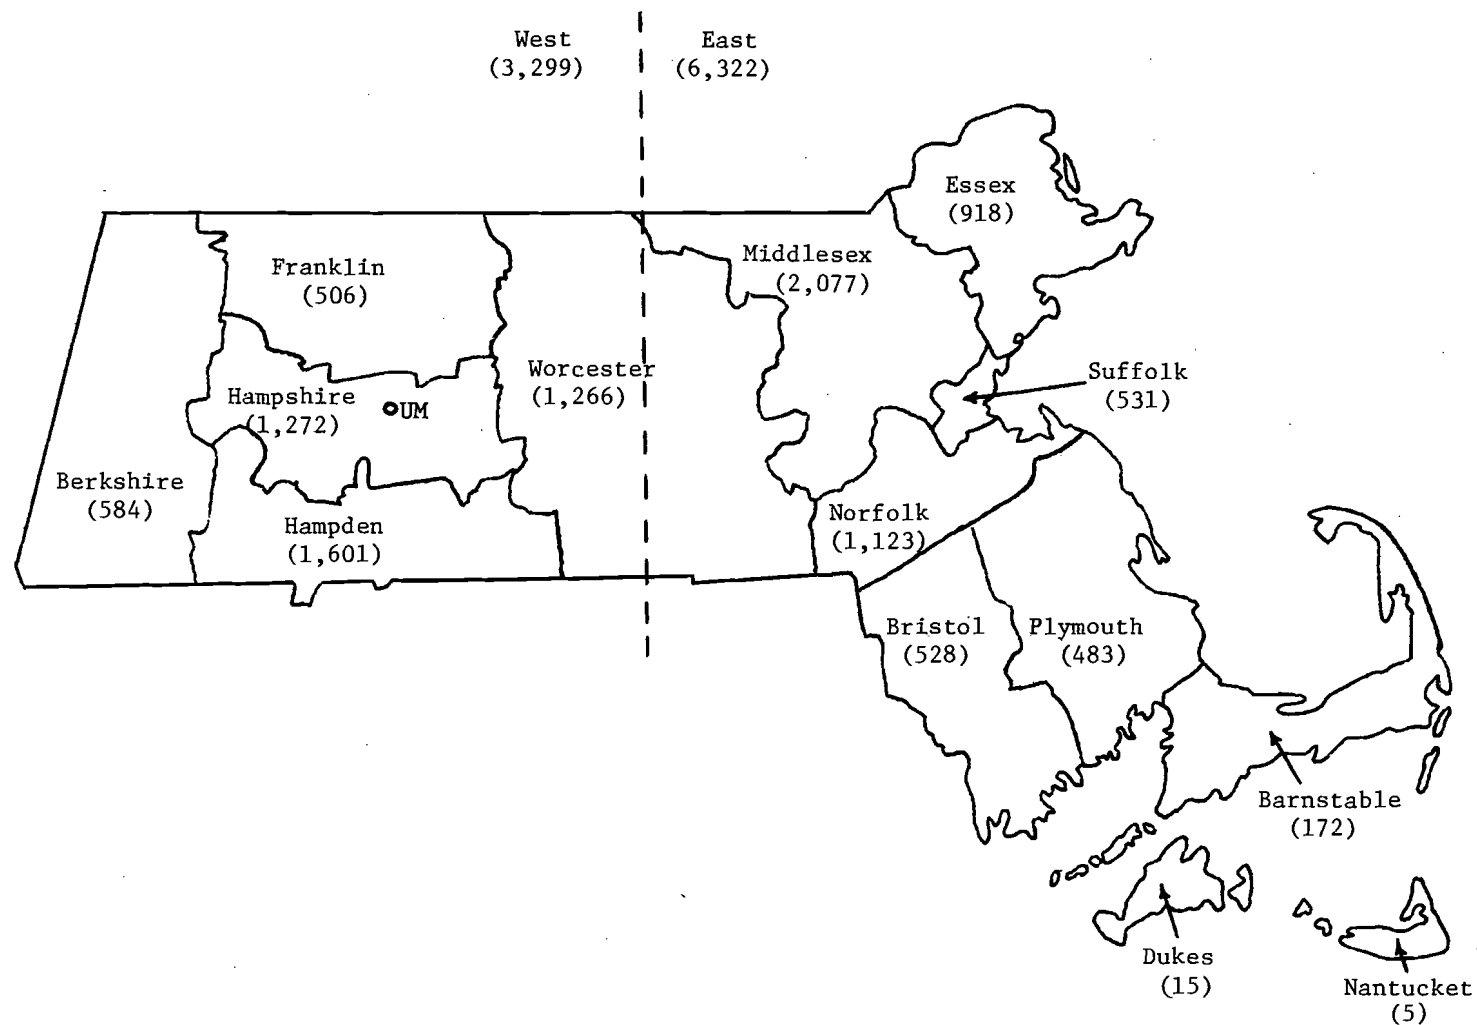 West
(3,299)
East
(6,322)
Essex
(918)
Middlesex
(2,077)
Franklin
(506)
Worcester
(1,266)
Suffolk
(531)
Hampshire
(1,272)
UM
Berkshire
(584)
Hampden
(1,601)
Norfolk
(1,123)
Bristol
(528)
Plymouth
(483)
Barnstable
(172)
Dukes
(15)
Nantucket
(5)